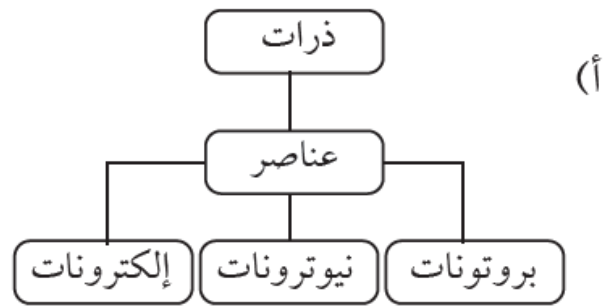 أ)
ذرات
عناصر
بروتونات
نيوترونات
إلكترونات